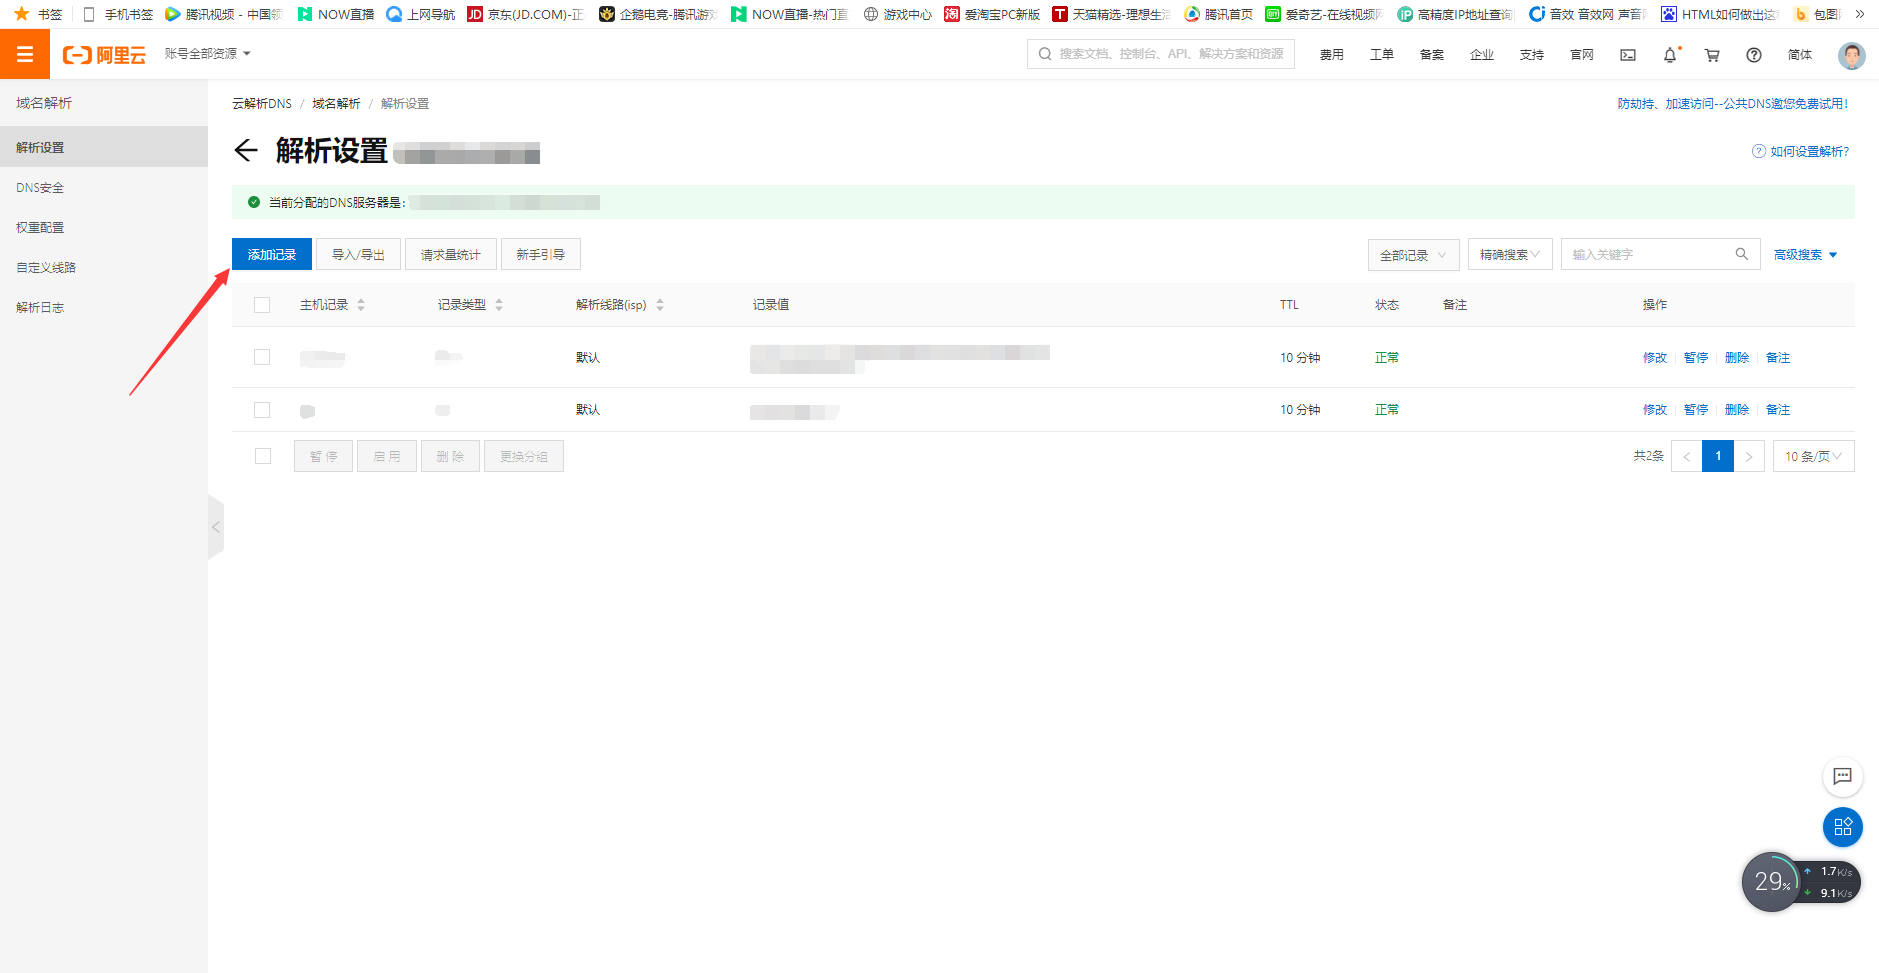 书签 手机书签 腾讯视频 - 中国领 NOW直播 上网导航 京东(JD.COM)-正 企鹅电竞-腾讯游戏 NOW直播-热门直 游戏中心 爱淘宝PC新版 天猫精选-理想生活 腾讯首页 爱奇艺-在线视频网 高精度IP地址查询 音效 音效网 声音 HTML如何做出这 包图网
阿里云 账号全部资源 搜索文档、控制台、API、解决方案和资源 费用 工单 备案 企业 支持 官网 简体
域名解析
解析设置
DNS安全
权重配置
自定义线路
解析日志
云解析DNS / 域名解析 / 解析设置 防劫持、加速访问--公共DNS邀您免费试用!
解析设置 如何设置解析?
当前分配的DNS服务器是:
添加记录 导入/导出 请求量统计 新手引导 全部记录 精确搜索 输入关键字 高级搜索
主机记录 记录类型 解析线路(isp) 记录值 TTL 状态 备注 操作
默认 10 分钟 正常 修改 暂停 删除 备注
默认 10 分钟 正常 修改 暂停 删除 备注
暂 停 启 用 删 除 更换分组 共2条 < 1 > 10 条/页
29% 1.7K/s
9.1K/s